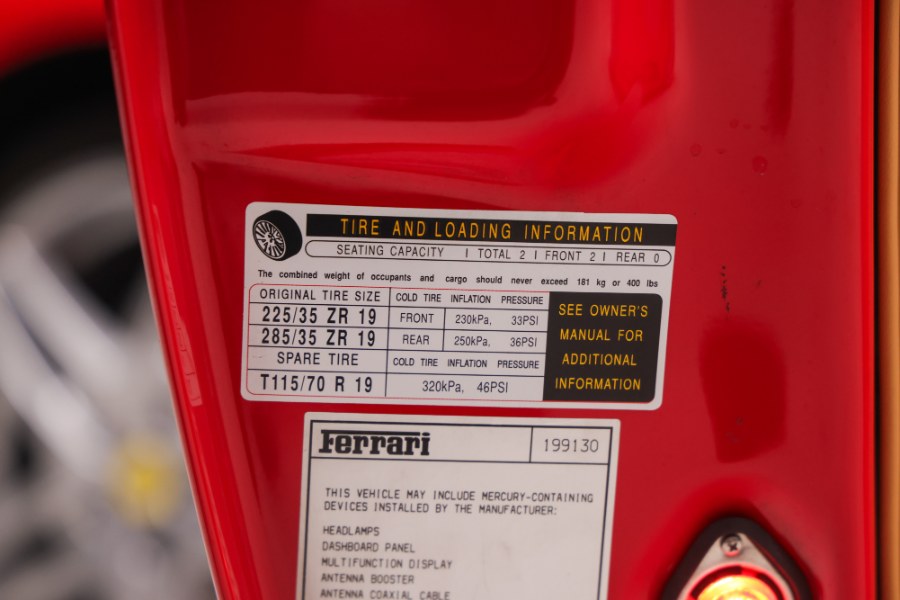 TIRE AND LOADING INFORMATION
SEATING CAPACITY | TOTAL 2 | FRONT 2 | REAR 0
The combined weight of occupants and cargo should never exceed 181 kg or 400 lbs
ORIGINAL TIRE SIZE COLD TIRE INFLATION PRESSURE
225/35 ZR 19 FRONT 230kPa, 33PSI
285/35 ZR 19 REAR 250kPa, 36PSI
SPARE TIRE COLD TIRE INFLATION PRESSURE
T115/70 R 19 320kPa, 46PSI
SEE OWNER'S
MANUAL FOR
ADDITIONAL
INFORMATION
Ferrari 199130
THIS VEHICLE MAY INCLUDE MERCURY-CONTAINING
DEVICES INSTALLED BY THE MANUFACTURER:
HEADLAMPS
DASHBOARD PANEL
MULTIFUNCTION DISPLAY
ANTENNA BOOSTER
ANTENNA COAXIAL CABLE